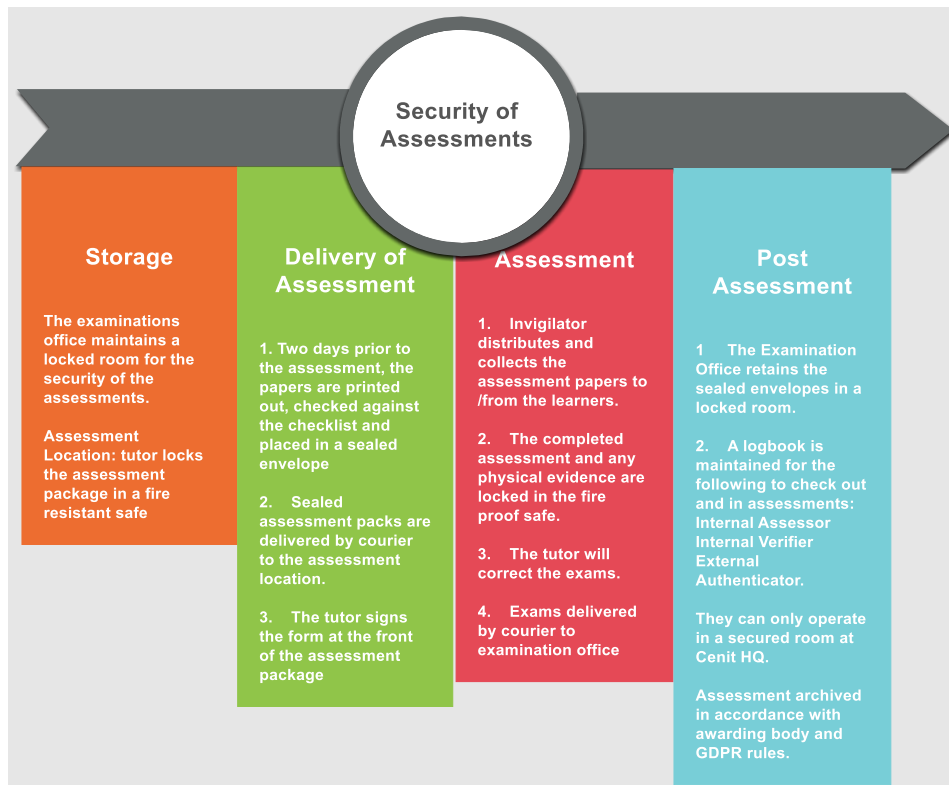 Security of
Assessments
Storage
The examinations
office maintains a
locked room for the
security of the
assessments.
Assessment
Location: tutor locks
the assessment
package in a fire
resistant safe
Delivery of
Assessment
1. Two days prior to
the assessment, the
papers are printed
out, checked against
the checklist and
placed in a sealed
envelope
2. Sealed
assessment packs are
delivered by courier
to the assessment
location.
3. The tutor signs
the form at the front
of the assessment
package
Assessment
1. Invigilator
distributes and
collects the
assessment papers to
/from the learners.
2. The completed
assessment and any
physical evidence are
locked in the fire
proof safe.
3. The tutor will
correct the exams.
4. Exams delivered
by courier to
examination office
Post
Assessment
1 The Examination
Office retains the
sealed envelopes in a
locked room.
2. A logbook is
maintained for the
following to check out
and in assessments:
Internal Assessor
Internal Verifier
External
Authenticator.
They can only operate
in a secured room at
Cenit HQ.
Assessment archived
in accordance with
awarding body and
GDPR rules.